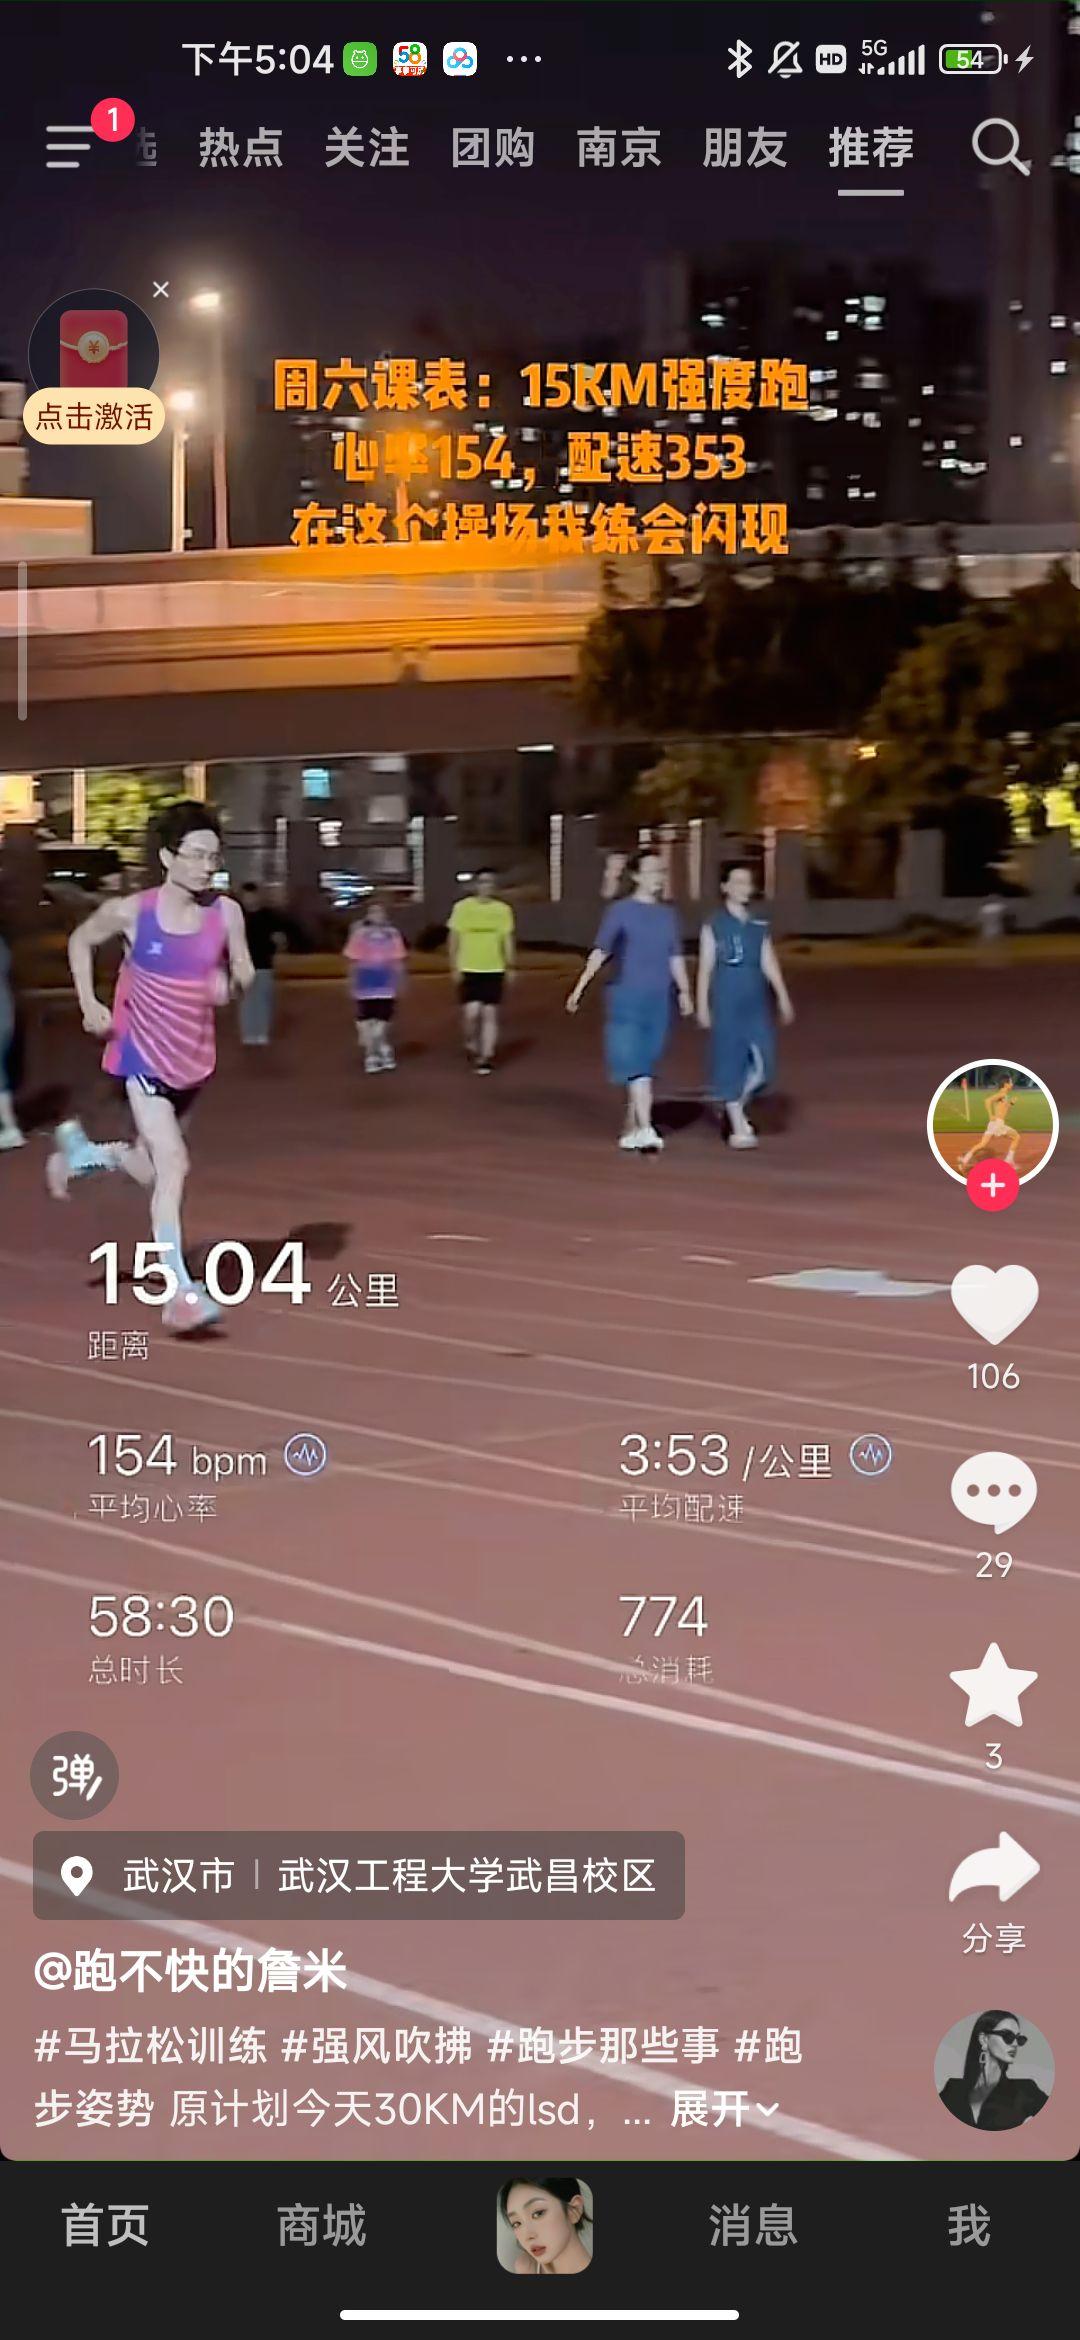 下午5:04
58
HD
5G
54
1
选 热点 关注 团购 南京 朋友 推荐
点击激活
周六课表：15KM强度跑
心率154，配速353
在这个操场我练会闪现
15.04 公里
距离
154 bpm
平均心率
3:53 /公里
平均配速
58:30
总时长
774
总消耗
106
29
3
分享
弹
武汉市 | 武汉工程大学武昌校区
@跑不快的詹米
#马拉松训练 #强风吹拂 #跑步那些事 #跑
步姿势 原计划今天30KM的lsd，... 展开
首页 商城 消息 我